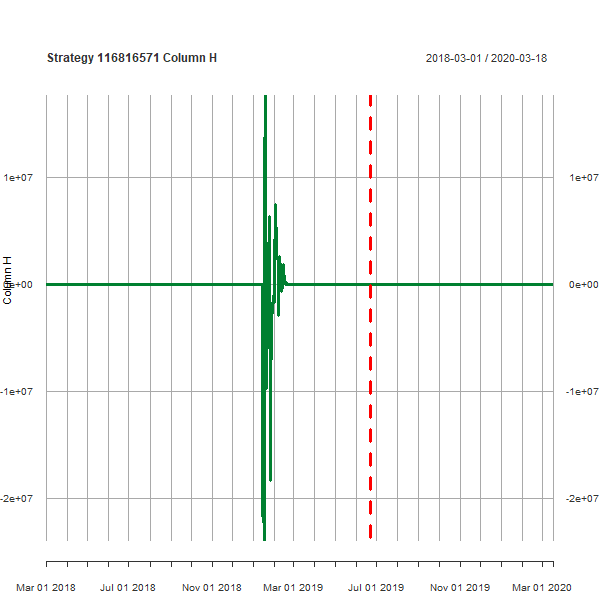 Strategy 116816571 Column H
2018-03-01 / 2020-03-18
1e+07
1e+07
Column H
0e+00
0e+00
-1e+07
-1e+07
-2e+07
-2e+07
Mar 01 2018
Jul 01 2018
Nov 01 2018
Mar 01 2019
Jul 01 2019
Nov 01 2019
Mar 01 2020